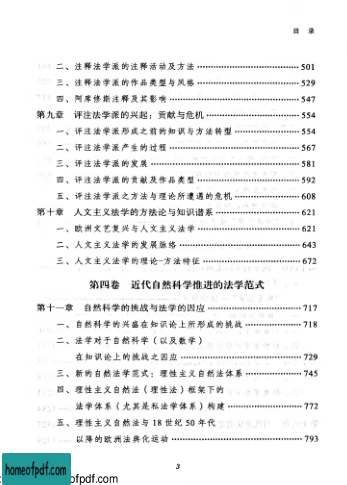 目 录
二、注释法学派的注释活动及方法 501
三、注释法学派的作品类型与风格 529
四、阿库修斯注释及其影响 547
第九章 评注法学派的兴起：贡献与危机 554
一、评注法学派形成之前的知识与方法转型 554
二、评注法学派产生的过程 567
三、评注法学派的发展 581
四、评注法学派的贡献及作品类型 592
五、评注法学派之方法与理论所遭遇的危机 608
第十章 人文主义法学的方法论与知识谱系 621
一、欧洲文艺复兴与人文主义法学 621
二、人文主义法学的发展脉络 643
三、人文主义法学的理论-方法特征 672
第四卷 近代自然科学推进的法学范式
第十一章 自然科学的挑战与法学的因应 717
一、自然科学的兴盛在知识论上所形成的挑战 718
二、法学对于自然科学（以及数学）
在知识论上的挑战之因应 729
三、新的自然法学范式：理性主义自然法体系 745
四、理性主义自然法（理性法）框架下的
法学体系（尤其是私法学体系）构建 772
五、理性主义自然法与 18 世纪 50 年代
以降的欧洲法典化运动 793
3
homeofpdf.com
homeofpdf.com